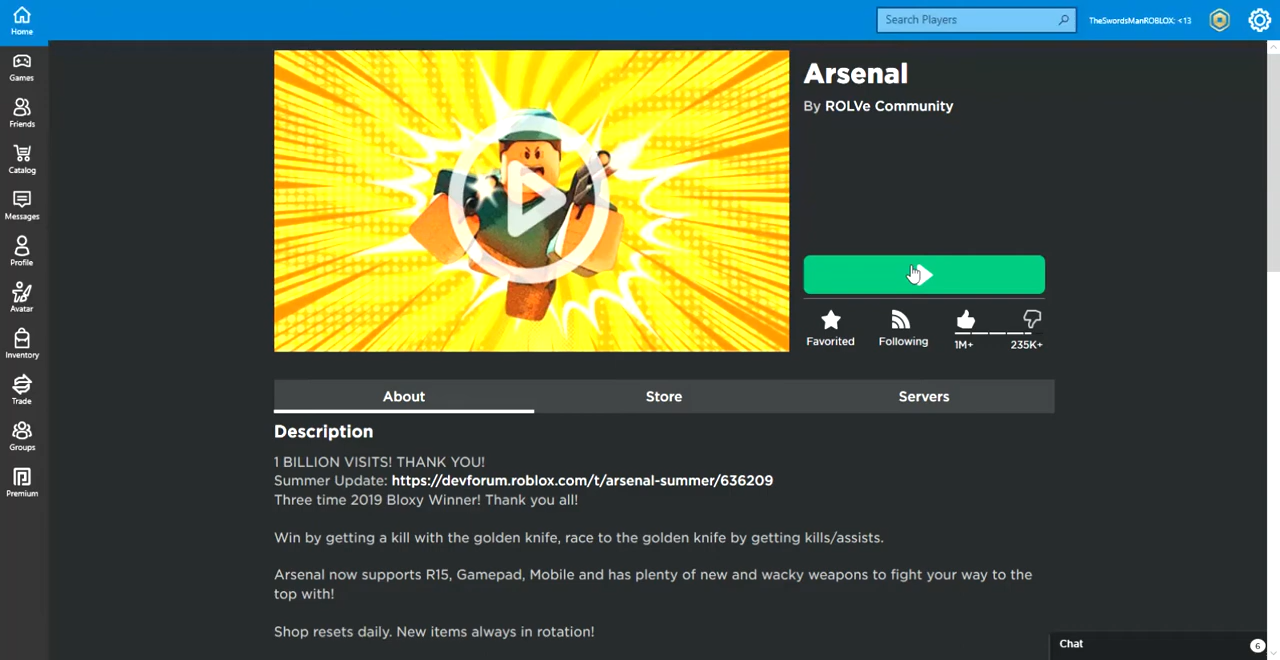 Home
Search Players
TheSwordsManROBLOX: <13
Games
Friends
Catalog
Messages
Profile
Avatar
Inventory
Trade
Groups
Premium
Arsenal
By ROLVe Community
Favorited
Following
1M+
235K+
About
Store
Servers
Description
1 BILLION VISITS! THANK YOU!
Summer Update: https://devforum.roblox.com/t/arsenal-summer/636209
Three time 2019 Bloxy Winner! Thank you all!
Win by getting a kill with the golden knife, race to the golden knife by getting kills/assists.
Arsenal now supports R15, Gamepad, Mobile and has plenty of new and wacky weapons to fight your way to the
top with!
Shop resets daily. New items always in rotation!
Chat
6